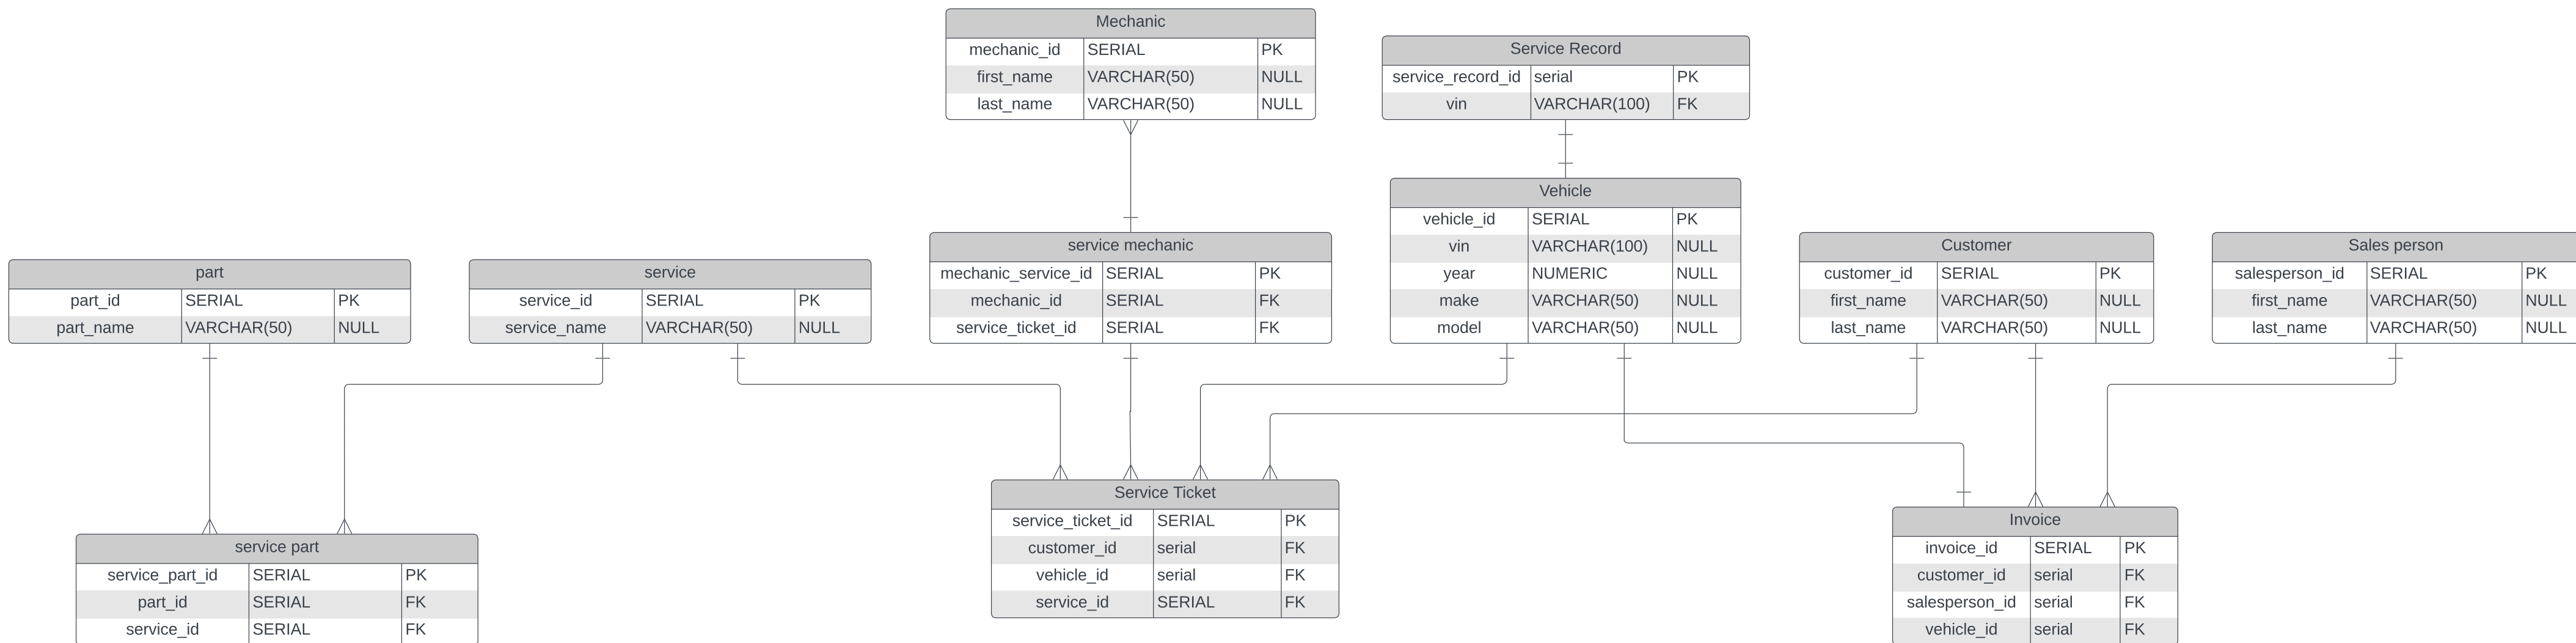 Mechanic
mechanic_id SERIAL PK
first_name VARCHAR(50) NULL
last_name VARCHAR(50) NULL
Service Record
service_record_id serial PK
vin VARCHAR(100) FK
Vehicle
vehicle_id SERIAL PK
vin VARCHAR(100) NULL
year NUMERIC NULL
make VARCHAR(50) NULL
model VARCHAR(50) NULL
part
part_id SERIAL PK
part_name VARCHAR(50) NULL
service
service_id SERIAL PK
service_name VARCHAR(50) NULL
service mechanic
mechanic_service_id SERIAL PK
mechanic_id SERIAL FK
service_ticket_id SERIAL FK
Customer
customer_id SERIAL PK
first_name VARCHAR(50) NULL
last_name VARCHAR(50) NULL
Sales person
salesperson_id SERIAL PK
first_name VARCHAR(50) NULL
last_name VARCHAR(50) NULL
service part
service_part_id SERIAL PK
part_id SERIAL FK
service_id SERIAL FK
Service Ticket
service_ticket_id SERIAL PK
customer_id serial FK
vehicle_id serial FK
service_id SERIAL FK
Invoice
invoice_id SERIAL PK
customer_id serial FK
salesperson_id serial FK
vehicle_id serial FK